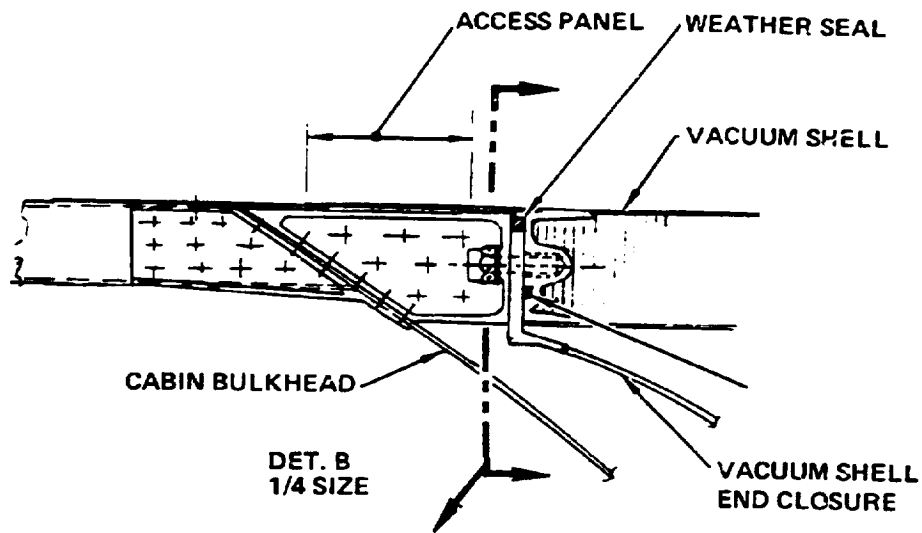 ACCESS PANEL
WEATHER SEAL
VACUUM SHELL
CABIN BULKHEAD
DET. B
1/4 SIZE
VACUUM SHELL
END CLOSURE